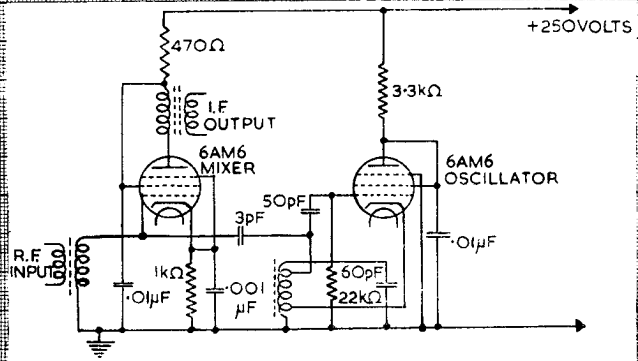 +250VOLTS
470Ω
3·3kΩ
I.F.
OUTPUT
6AM6
MIXER
6AM6
OSCILLATOR
50pF
3pF
R.F.
INPUT
·01μF
1kΩ
·001
μF
60pF
22kΩ
·01μF